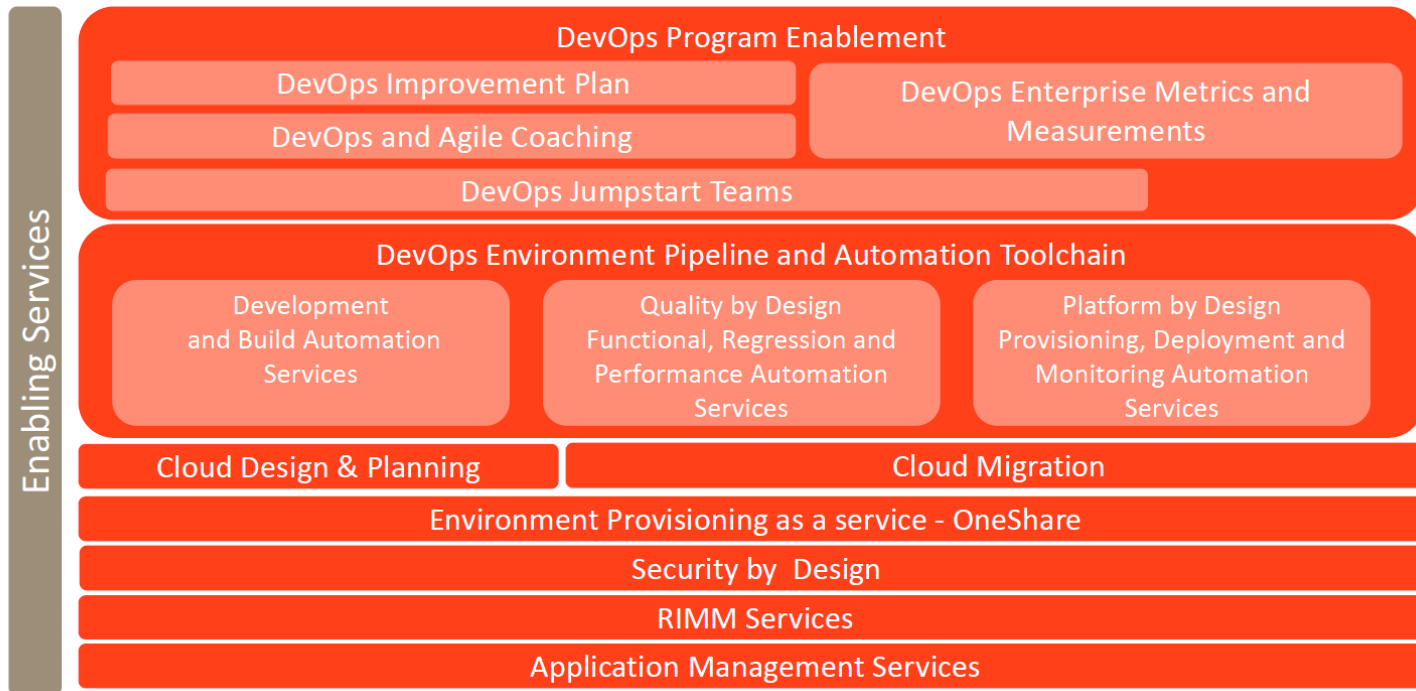 Enabling Services
DevOps Program Enablement
DevOps Improvement Plan
DevOps and Agile Coaching
DevOps Enterprise Metrics and
Measurements
DevOps Jumpstart Teams
DevOps Environment Pipeline and Automation Toolchain
Development
and Build Automation
Services
Quality by Design
Functional, Regression and
Performance Automation
Services
Platform by Design
Provisioning, Deployment and
Monitoring Automation
Services
Cloud Design & Planning
Cloud Migration
Environment Provisioning as a service - OneShare
Security by Design
RIMM Services
Application Management Services